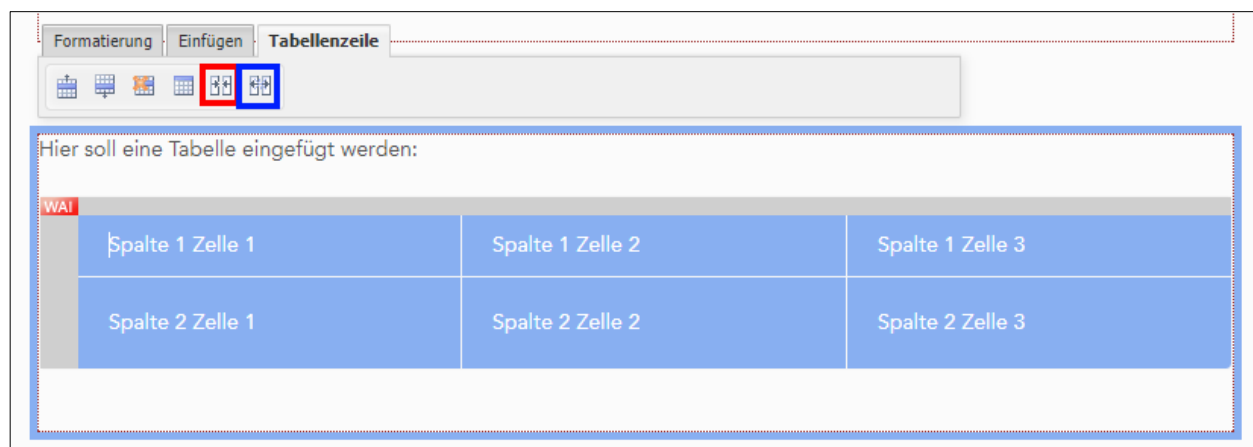 Formatierung Einfügen Tabellenzeile
Hier soll eine Tabelle eingefügt werden:
WAI
Spalte 1 Zelle 1 Spalte 1 Zelle 2 Spalte 1 Zelle 3
Spalte 2 Zelle 1 Spalte 2 Zelle 2 Spalte 2 Zelle 3